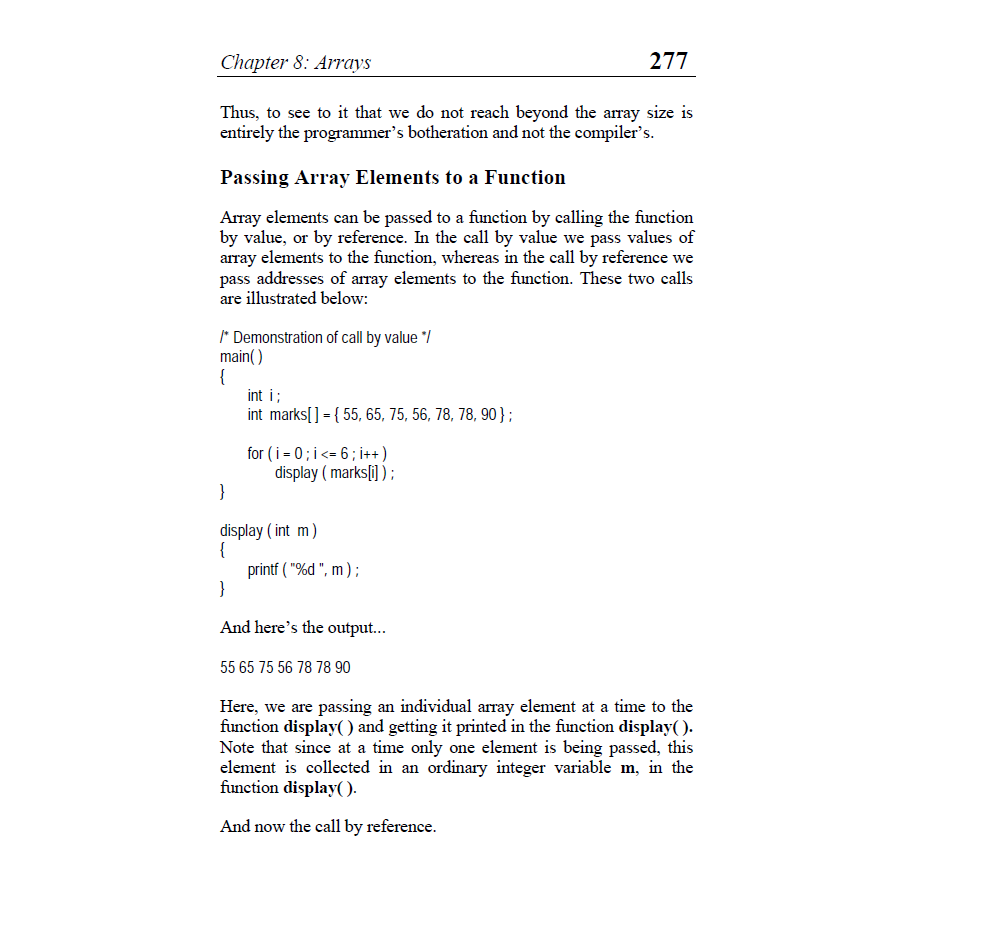 Chapter 8: Arrays 277
Thus, to see to it that we do not reach beyond the array size is
entirely the programmer’s botheration and not the compiler’s.
Passing Array Elements to a Function
Array elements can be passed to a function by calling the function
by value, or by reference. In the call by value we pass values of
array elements to the function, whereas in the call by reference we
pass addresses of array elements to the function. These two calls
are illustrated below:
/* Demonstration of call by value */
main( )
{
int i ;
int marks[ ] = { 55, 65, 75, 56, 78, 78, 90 } ;
for ( i = 0 ; i <= 6 ; i++ )
display ( marks[i] ) ;
}
display ( int m )
{
printf ( "%d ", m ) ;
}
And here’s the output...
55 65 75 56 78 78 90
Here, we are passing an individual array element at a time to the
function display( ) and getting it printed in the function display( ).
Note that since at a time only one element is being passed, this
element is collected in an ordinary integer variable m, in the
function display( ).
And now the call by reference.